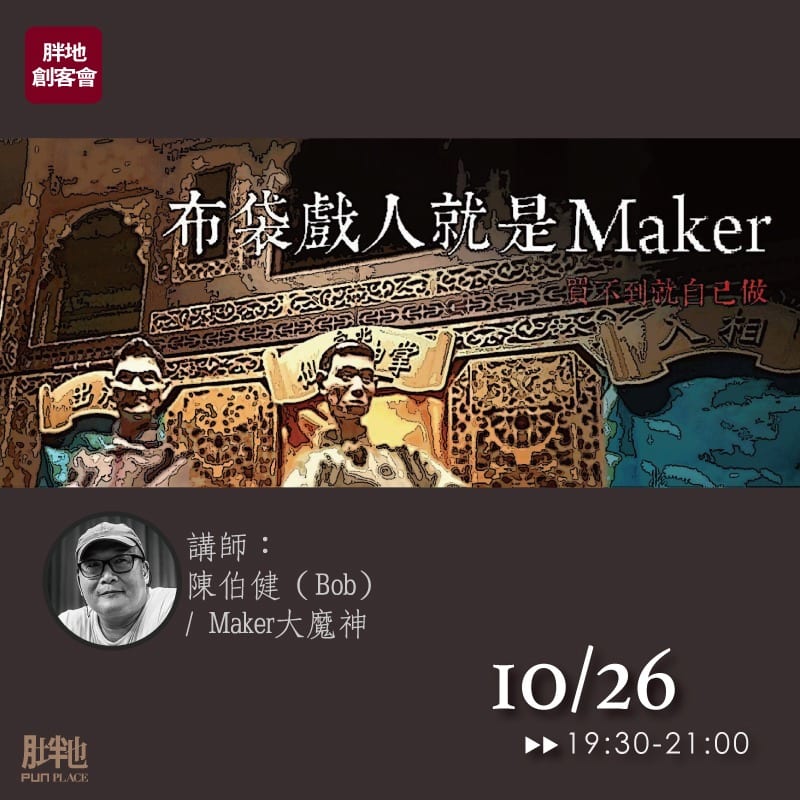 胖地
創客會
布袋戲人就是Maker
買不到就自己做
人相
講師：
陳伯健（Bob）
/ Maker大魔神
10/26
▶▶19:30-21:00
胖地
PUN PLACE